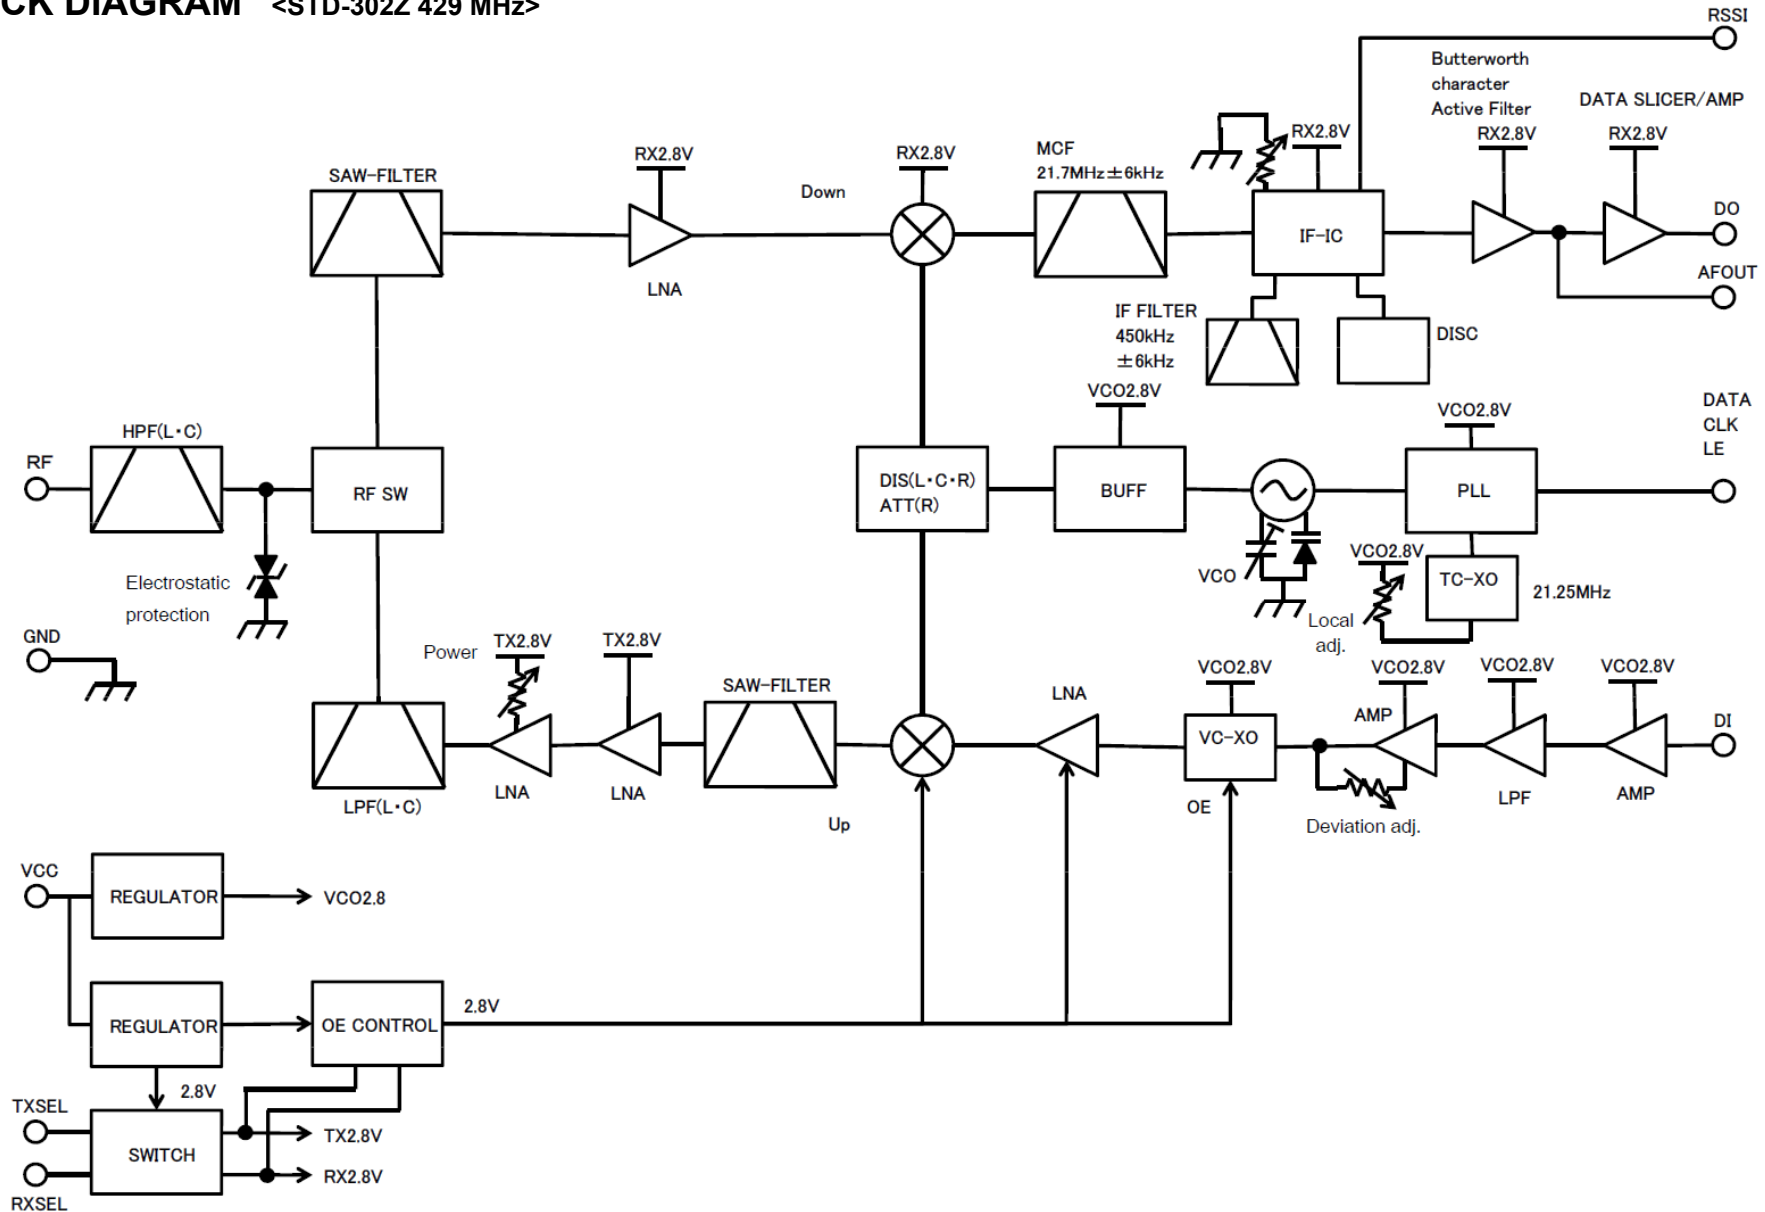 CK DIAGRAM <STD-302Z 429 MHz>
RSSI
Butterworth
character
Active Filter
DATA SLICER/AMP
RX2.8V
RX2.8V
RX2.8V
RX2.8V
RX2.8V
SAW-FILTER
Down
MCF
21.7MHz±6kHz
LNA
IF-IC
DO
AFOUT
IF FILTER
450kHz
±6kHz
DISC
VCO2.8V
VCO2.8V
DATA
CLK
LE
RF
HPF(L・C)
RF SW
DIS(L・C・R)
ATT(R)
BUFF
PLL
VCO
VCO2.8V
TC-XO
21.25MHz
Local
adj.
Electrostatic
protection
GND
Power
TX2.8V
TX2.8V
SAW-FILTER
LNA
VCO2.8V
VCO2.8V
VCO2.8V
VCO2.8V
AMP
DI
VC-XO
OE
LPF
AMP
Deviation adj.
LPF(L・C)
LNA
LNA
Up
VCC
REGULATOR
VCO2.8
REGULATOR
OE CONTROL
2.8V
2.8V
TXSEL
SWITCH
TX2.8V
RX2.8V
RXSEL